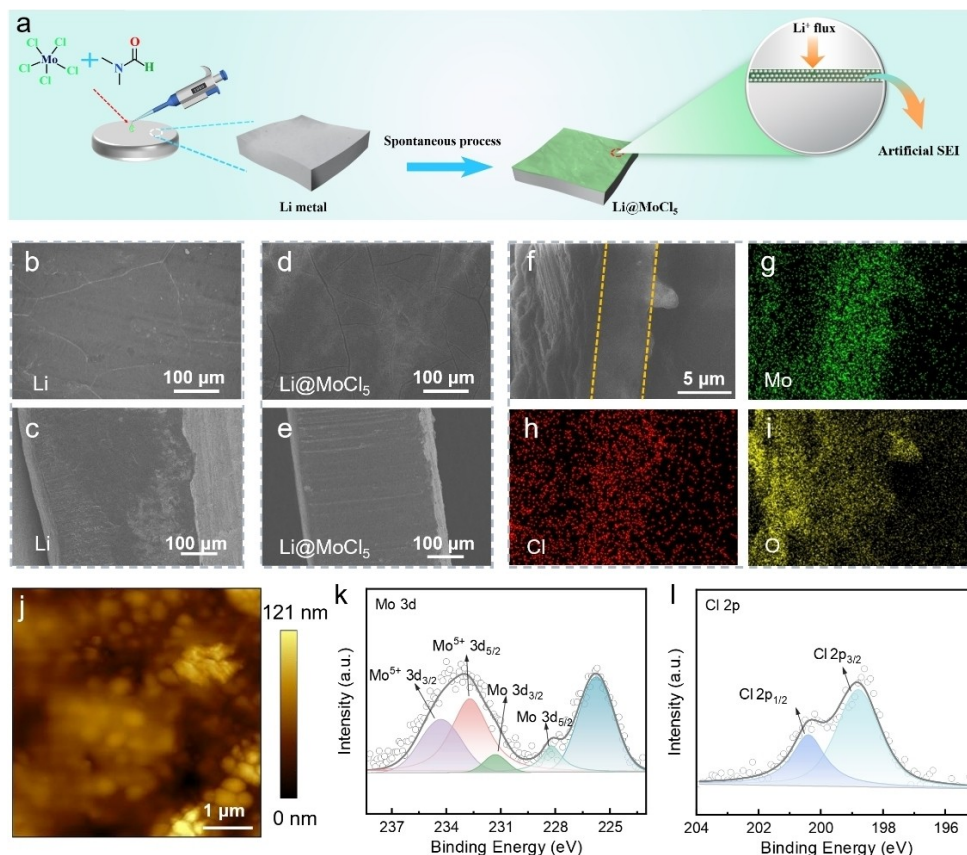 a
Cl
Cl
Cl
Mo
Cl
Cl
+
O
N
H
Li⁺ flux
Spontaneous process
Artificial SEI
Li metal
Li@MoCl₅
b
Li
100 µm
d
Li@MoCl₅
100 µm
f
5 µm
g
Mo
c
Li
100 µm
e
Li@MoCl₅
100 µm
h
Cl
i
O
j
121 nm
0 nm
1 µm
k
Mo 3d
Mo⁵⁺ 3d₅/₂
Mo⁵⁺ 3d₃/₂
Mo 3d₃/₂
Mo 3d₅/₂
Intensity (a.u.)
237 234 231 228 225
Binding Energy (eV)
l
Cl 2p
Cl 2p₃/₂
Cl 2p₁/₂
Intensity (a.u.)
204 202 200 198 196
Binding Energy (eV)